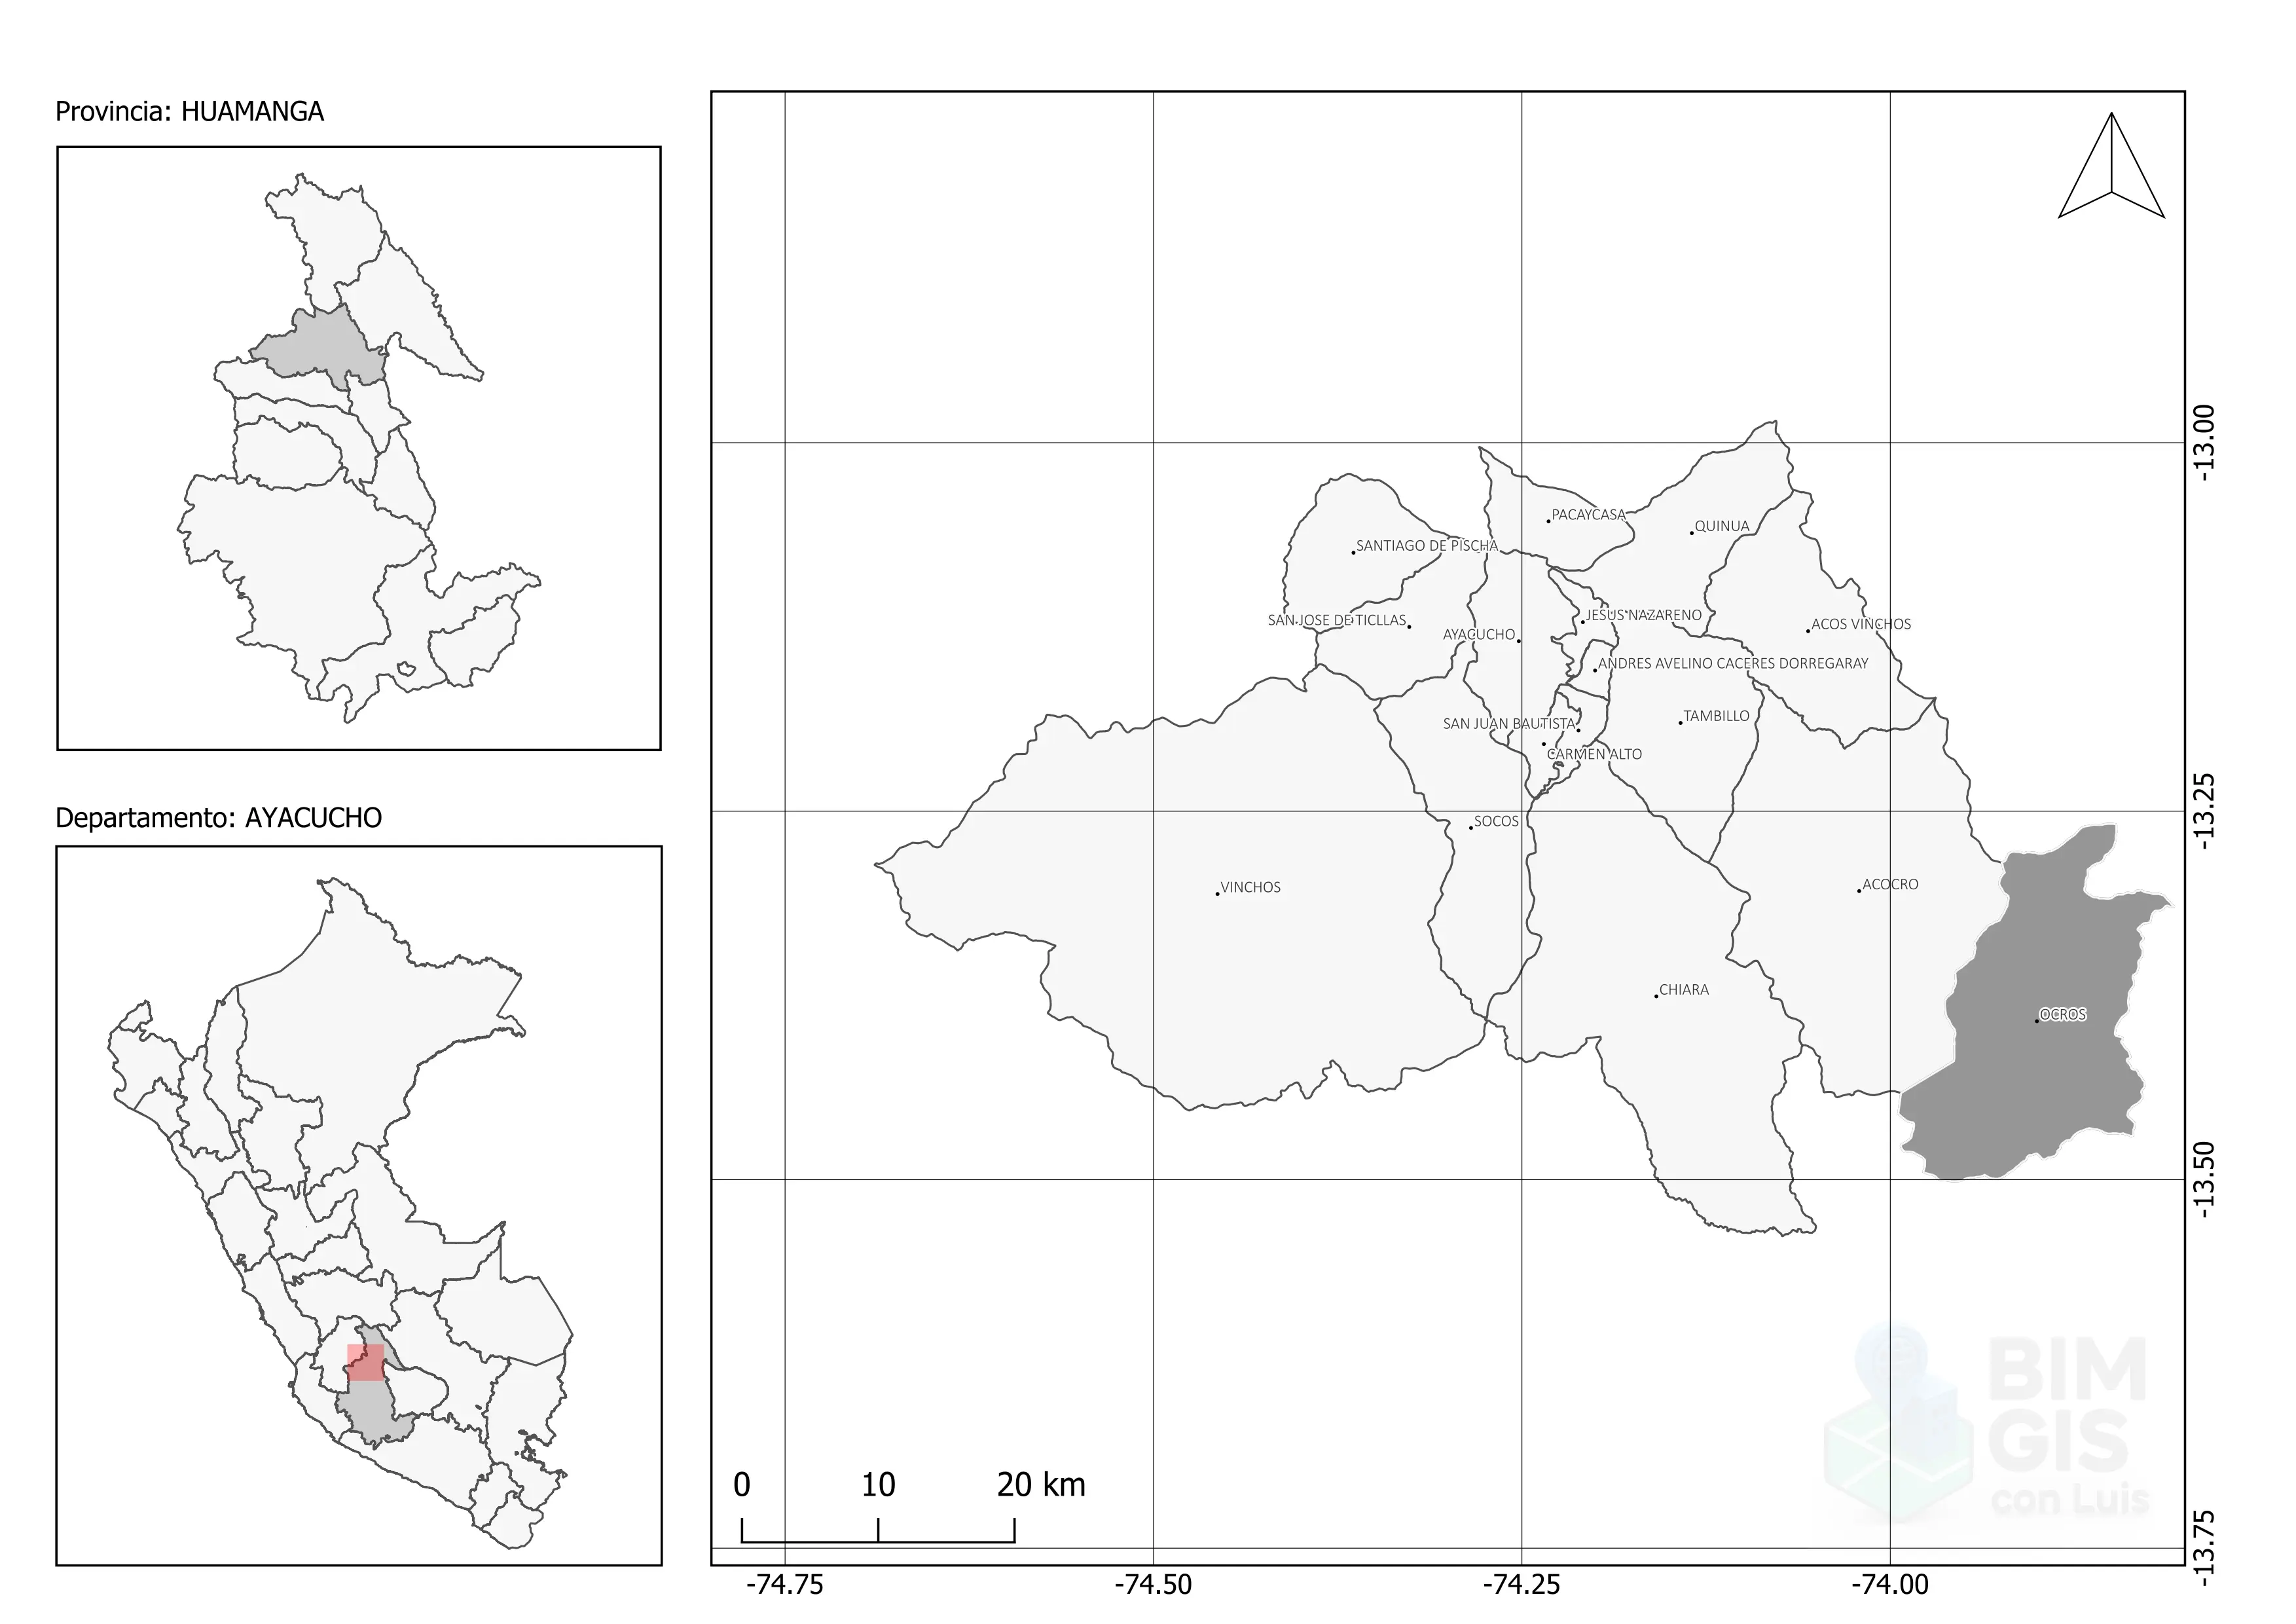 Provincia: HUAMANGA
Departamento: AYACUCHO
PACAYCASA
QUINUA
SANTIAGO DE PISCHA
SAN JOSE DE TICLLAS
JESUS NAZARENO
ACOS VINCHOS
AYACUCHO
ANDRES AVELINO CACERES DORREGARAY
TAMBILLO
SAN JUAN BAUTISTA
CARMEN ALTO
SOCOS
VINCHOS
ACOCRO
CHIARA
OCROS
-13.00
-13.25
-13.50
-13.75
0 10 20 km
-74.75 -74.50 -74.25 -74.00
BIM
GIS
con Luis